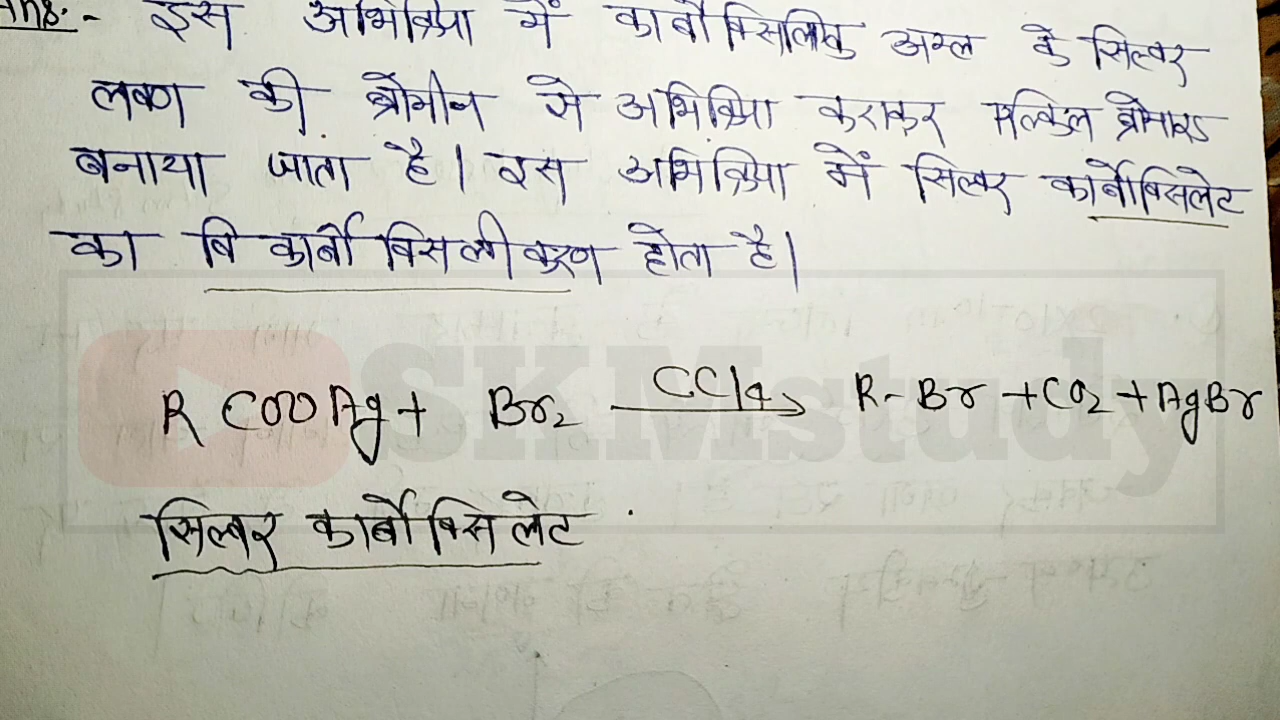 Ans:- इस अभिक्रिया में कार्बोक्सिलिक अम्ल के सिल्वर
लवण की ब्रोमीन से अभिक्रिया कराकर एल्किल ब्रोमाइड
बनाया जाता है। इस अभिक्रिया में सिल्वर कार्बोक्सिलेट
का विकार्बोक्सिलीकरण होता है।
SKMstudy
R COOAg + Br2 CCl4 → R-Br + CO2 + AgBr
सिल्वर कार्बोक्सिलेट